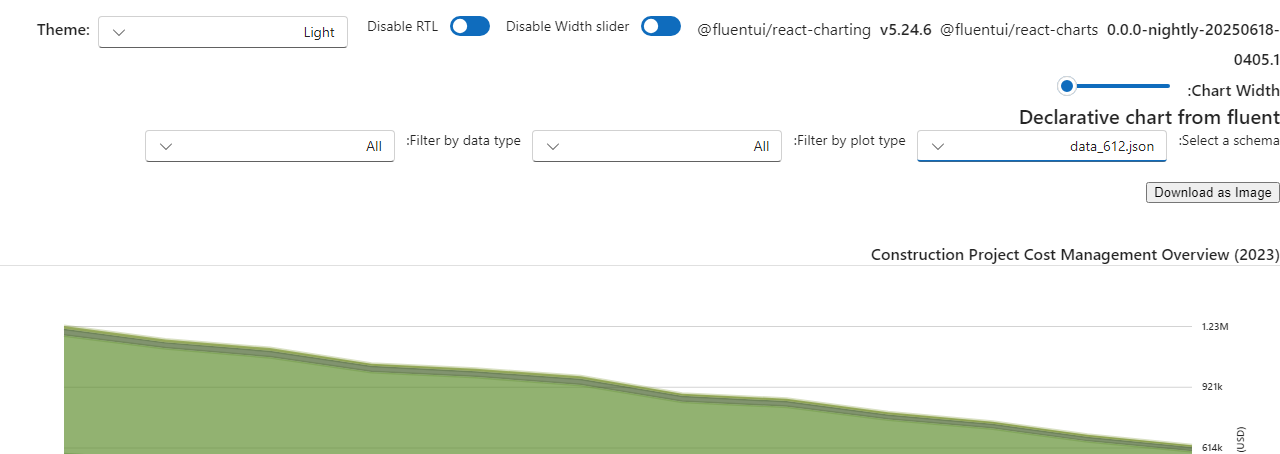 Theme: Light Disable RTL Disable Width slider @fluentui/react-charting v5.24.6 @fluentui/react-charts 0.0.0-nightly-20250618-
0405.1
:Chart Width
Declarative chart from fluent
:Select a schema data_612.json :Filter by plot type All :Filter by data type All
Download as Image
Construction Project Cost Management Overview (2023)
1.23M
921k
614k
(USD)